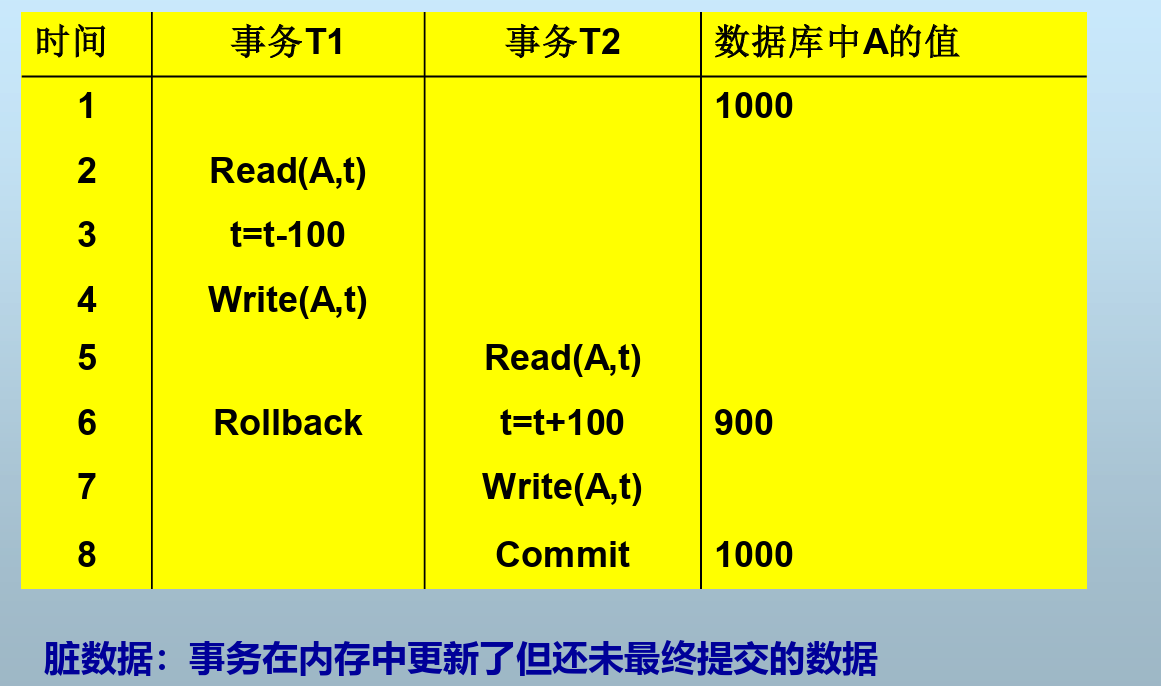 时间 事务T1 事务T2 数据库中A的值
1 1000
2 Read(A,t)
3 t=t-100
4 Write(A,t)
5 Read(A,t)
6 Rollback t=t+100 900
7 Write(A,t)
8 Commit 1000
脏数据：事务在内存中更新了但还未最终提交的数据